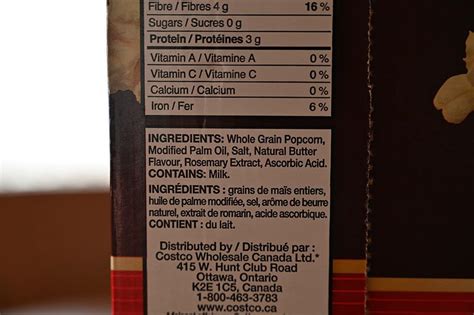 Fibre / Fibres 4 g 16 %
Sugars / Sucres 0 g
Protein / Protéines 3 g
Vitamin A / Vitamine A 0 %
Vitamin C / Vitamine C 0 %
Calcium / Calcium 0 %
Iron / Fer 6 %
INGREDIENTS: Whole Grain Popcorn,
Modified Palm Oil, Salt, Natural Butter
Flavour, Rosemary Extract, Ascorbic Acid.
CONTAINS: Milk.
INGRÉDIENTS : grains de maïs entiers,
huile de palme modifiée, sel, arôme de beurre
naturel, extrait de romarin, acide ascorbique.
CONTIENT : du lait.
Distributed by / Distribué par :
Costco Wholesale Canada Ltd.*
415 W. Hunt Club Road
Ottawa, Ontario
K2E 1C5, Canada
1-800-463-3783
www.costco.ca